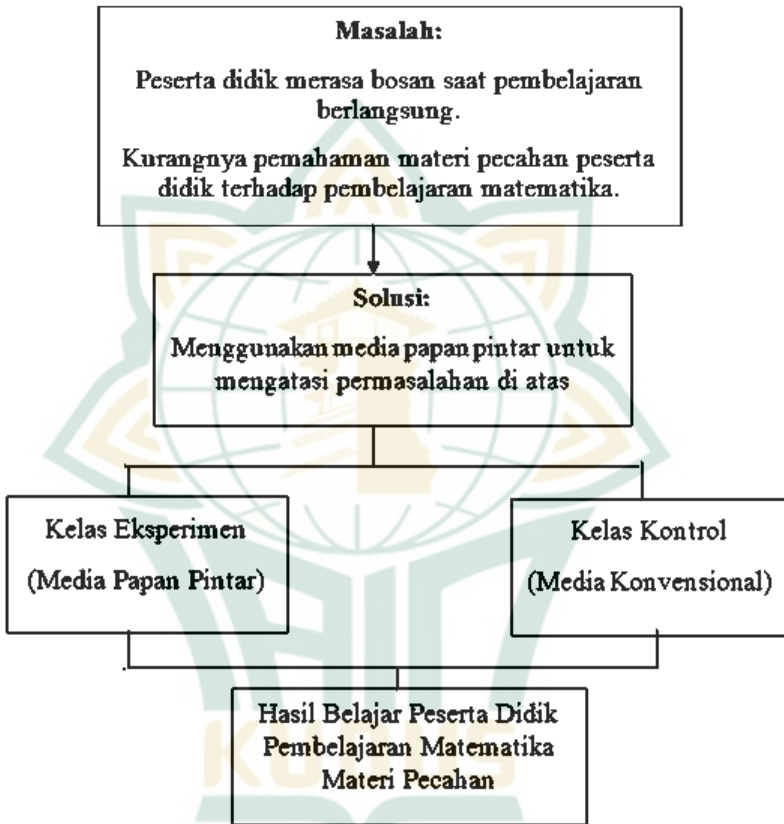 Masalah:
Peserta didik merasa bosan saat pembelajaran
berlangsung.
Kurangnya pemahaman materi pecahan peserta
didik terhadap pembelajaran matematika.
Solusi:
Menggunakan media papan pintar untuk
mengatasi permasalahan di atas
Kelas Eksperimen
(Media Papan Pintar)
Kelas Kontrol
(Media Konvensional)
Hasil Belajar Peserta Didik
Pembelajaran Matematika
Materi Pecahan
KUDUS